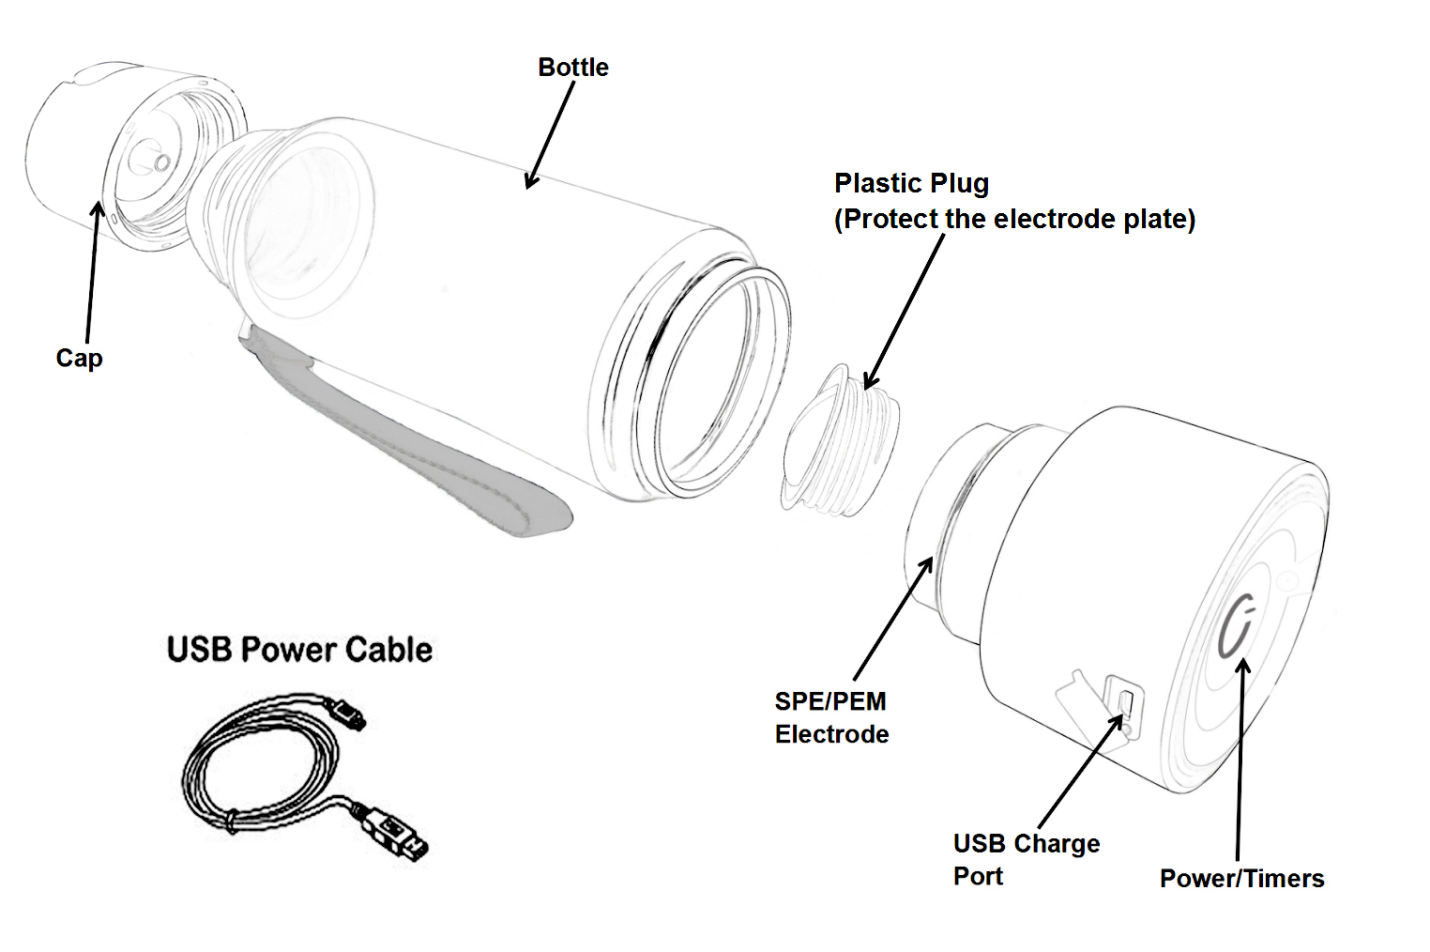 Bottle
Plastic Plug
(Protect the electrode plate)
Cap
USB Power Cable
SPE/PEM
Electrode
USB Charge
Port
Power/Timers